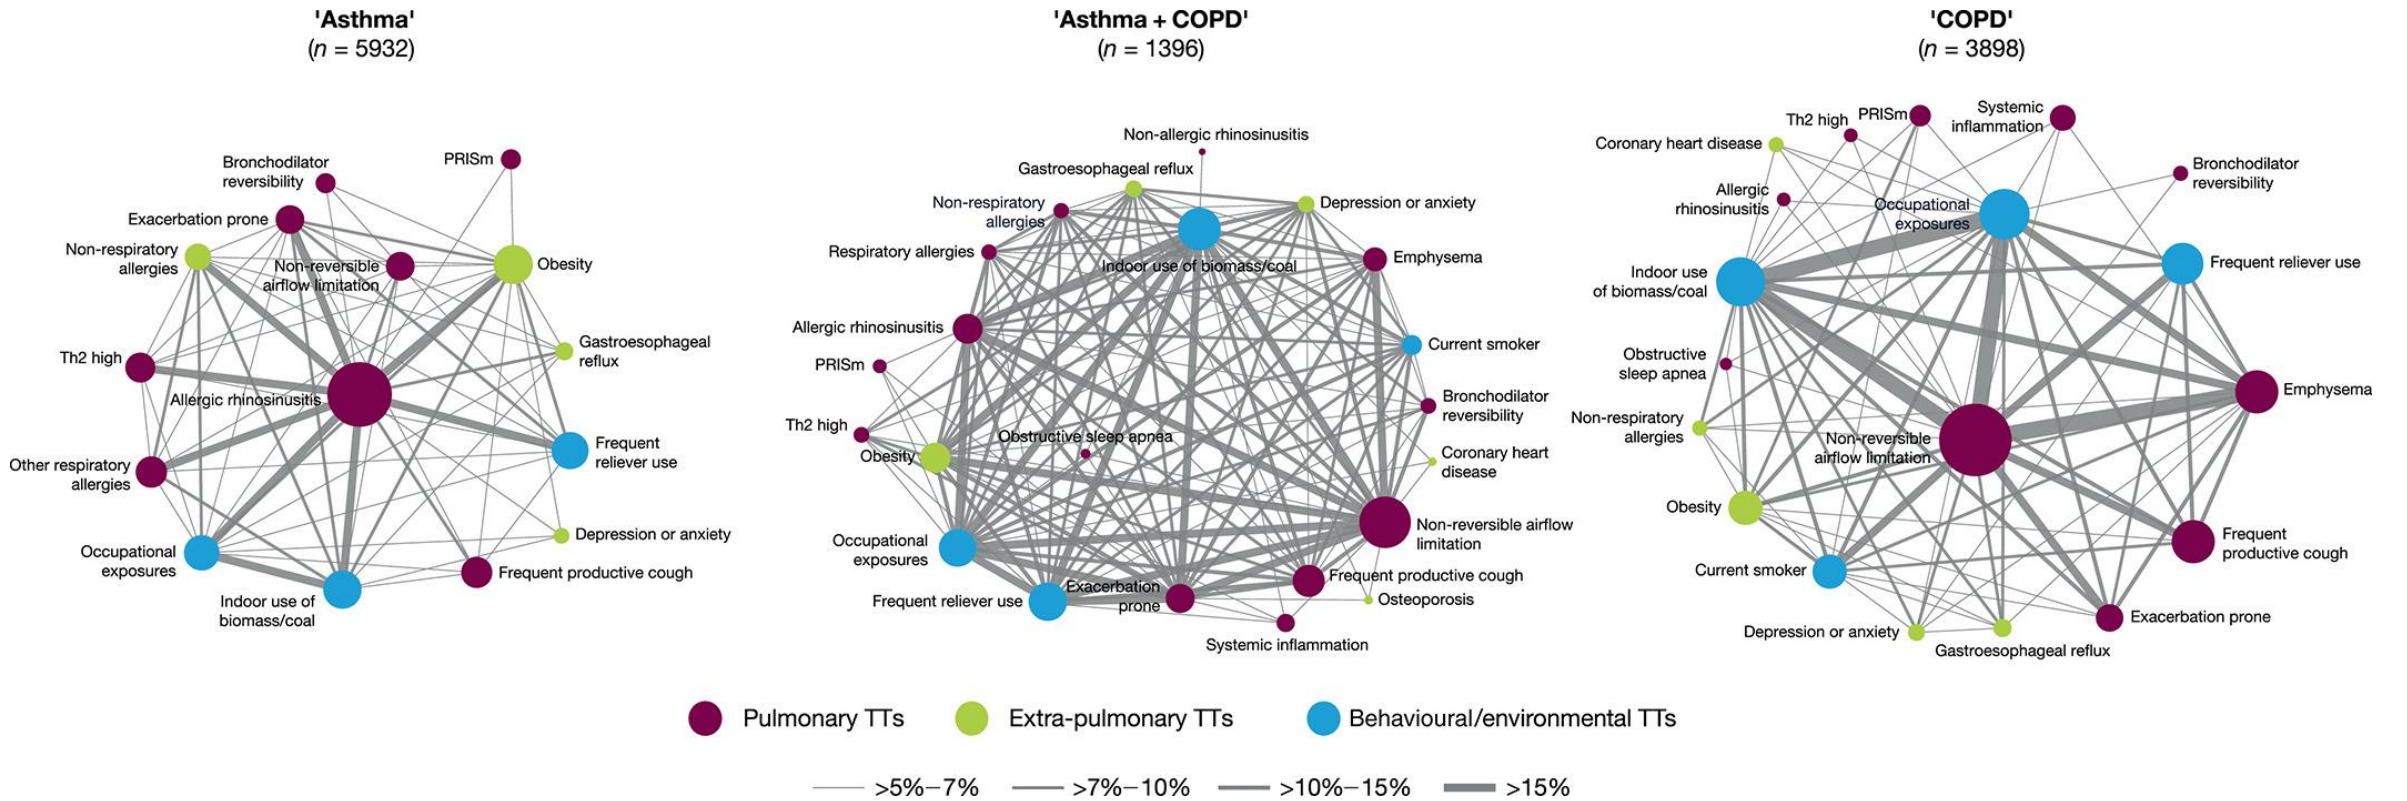 'Asthma'
(n = 5932)
PRISm
Bronchodilator
reversibility
Exacerbation prone
Non-respiratory
allergies
Non-reversible
airflow limitation
Obesity
Gastroesophageal
reflux
Th2 high
Allergic rhinosinusitis
Frequent
reliever use
Other respiratory
allergies
Depression or anxiety
Occupational
exposures
Frequent productive cough
Indoor use of
biomass/coal
'Asthma + COPD'
(n = 1396)
Non-allergic rhinosinusitis
Gastroesophageal reflux
Non-respiratory
allergies
Depression or anxiety
Respiratory allergies
Indoor use of biomass/coal
Emphysema
Allergic rhinosinusitis
Current smoker
PRISm
Bronchodilator
reversibility
Th2 high
Obstructive sleep apnea
Obesity
Coronary heart
disease
Non-reversible airflow
limitation
Occupational
exposures
Frequent productive cough
Exacerbation
prone
Frequent reliever use
Osteoporosis
Systemic inflammation
'COPD'
(n = 3898)
Systemic
inflammation
PRISm
Th2 high
Coronary heart disease
Bronchodilator
reversibility
Allergic
rhinosinusitis
Occupational
exposures
Frequent reliever use
Indoor use
of biomass/coal
Obstructive
sleep apnea
Emphysema
Non-respiratory
allergies
Non-reversible
airflow limitation
Obesity
Frequent
productive cough
Current smoker
Exacerbation prone
Depression or anxiety
Gastroesophageal reflux
Pulmonary TTs
Extra-pulmonary TTs
Behavioural/environmental TTs
>5%–7%
>7%–10%
>10%–15%
>15%